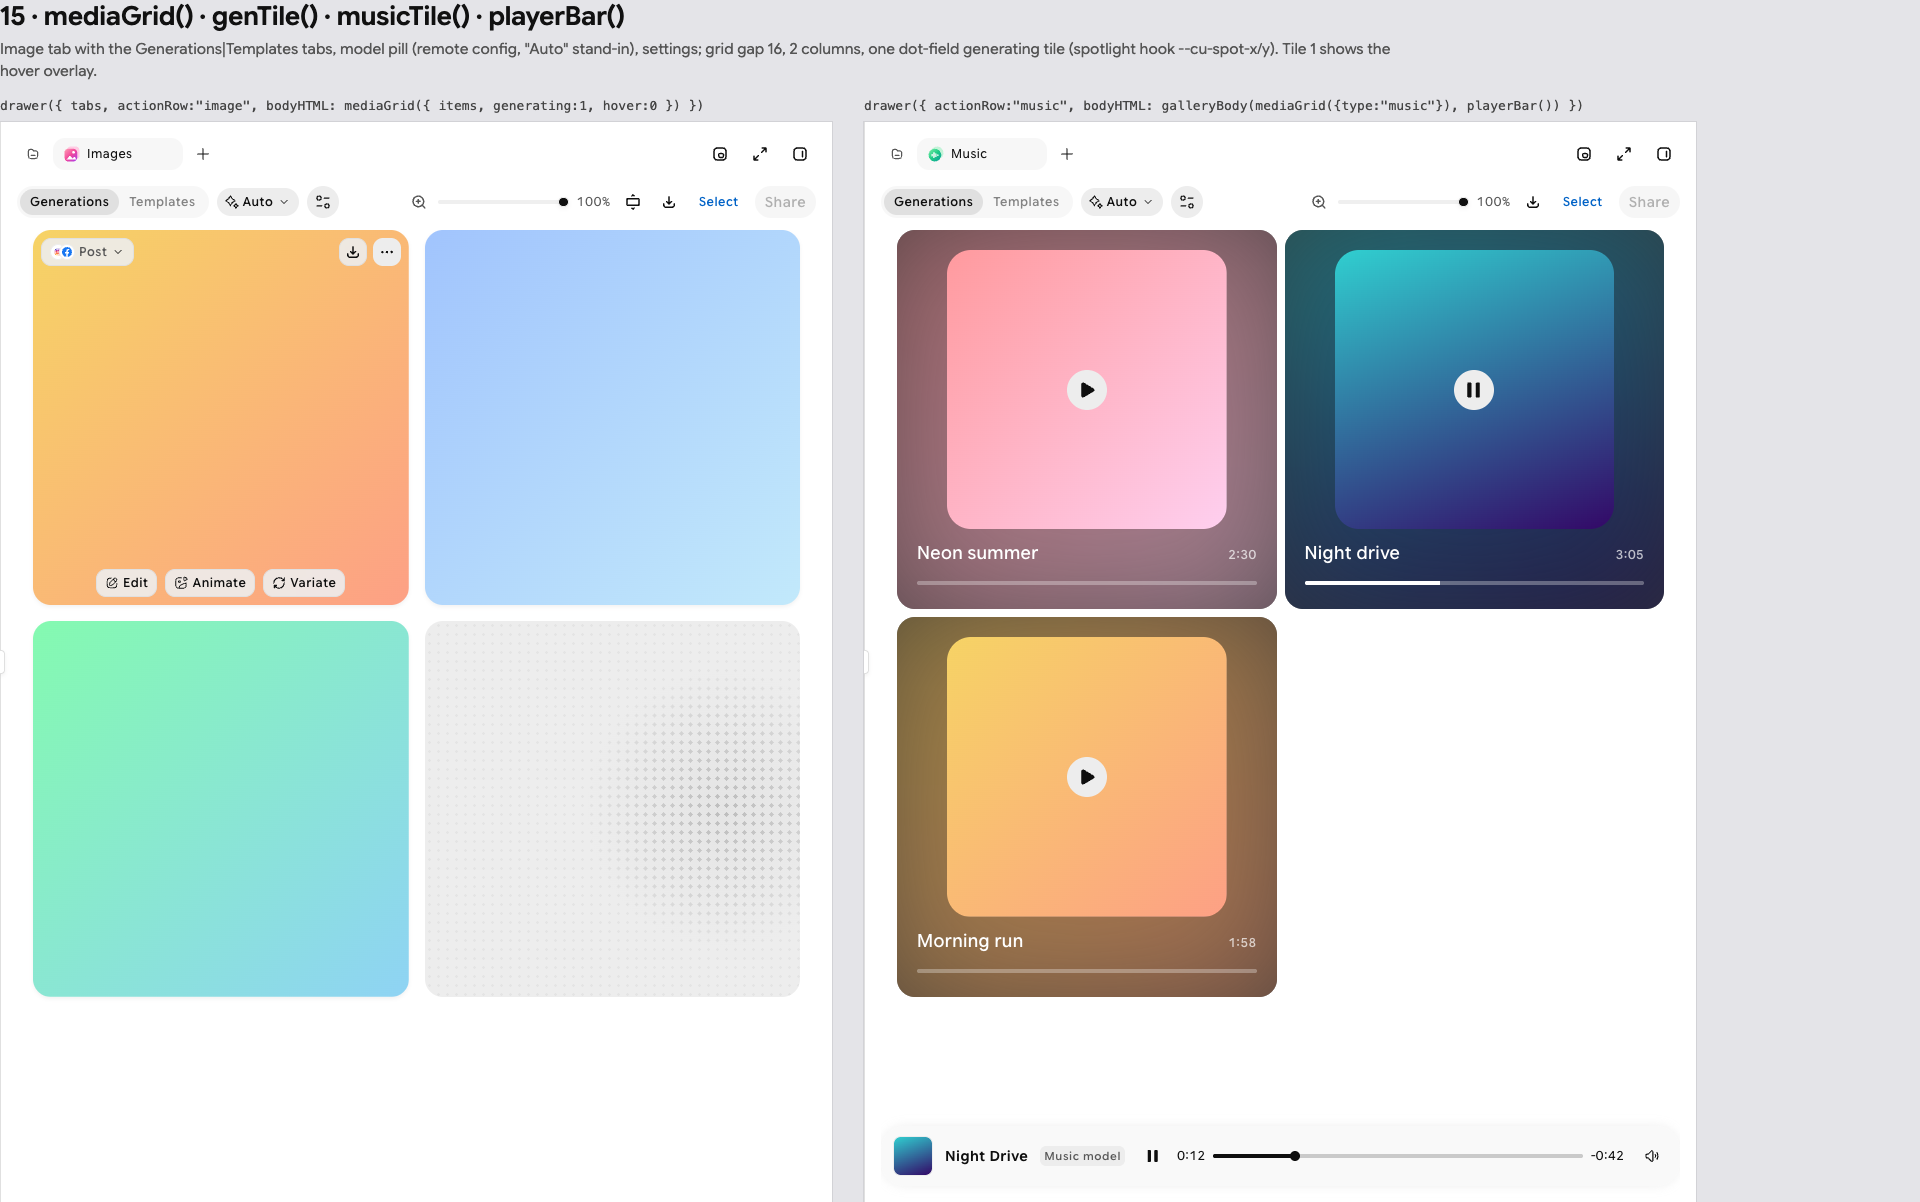 15 · mediaGrid() · genTile() · musicTile() · playerBar()
Image tab with the Generations|Templates tabs, model pill (remote config, "Auto" stand-in), settings; grid gap 16, 2 columns, one dot-field generating tile (spotlight hook --cu-spot-x/y). Tile 1 shows the
hover overlay.
drawer({ tabs, actionRow:"image", bodyHTML: mediaGrid({ items, generating:1, hover:0 }) })
Images
Generations Templates Auto 100% Select Share
Post
Edit Animate Variate
drawer({ actionRow:"music", bodyHTML: galleryBody(mediaGrid({type:"music"}), playerBar()) })
Music
Generations Templates Auto 100% Select Share
Neon summer 2:30
Night drive 3:05
Morning run 1:58
Night Drive Music model 0:12 -0:42